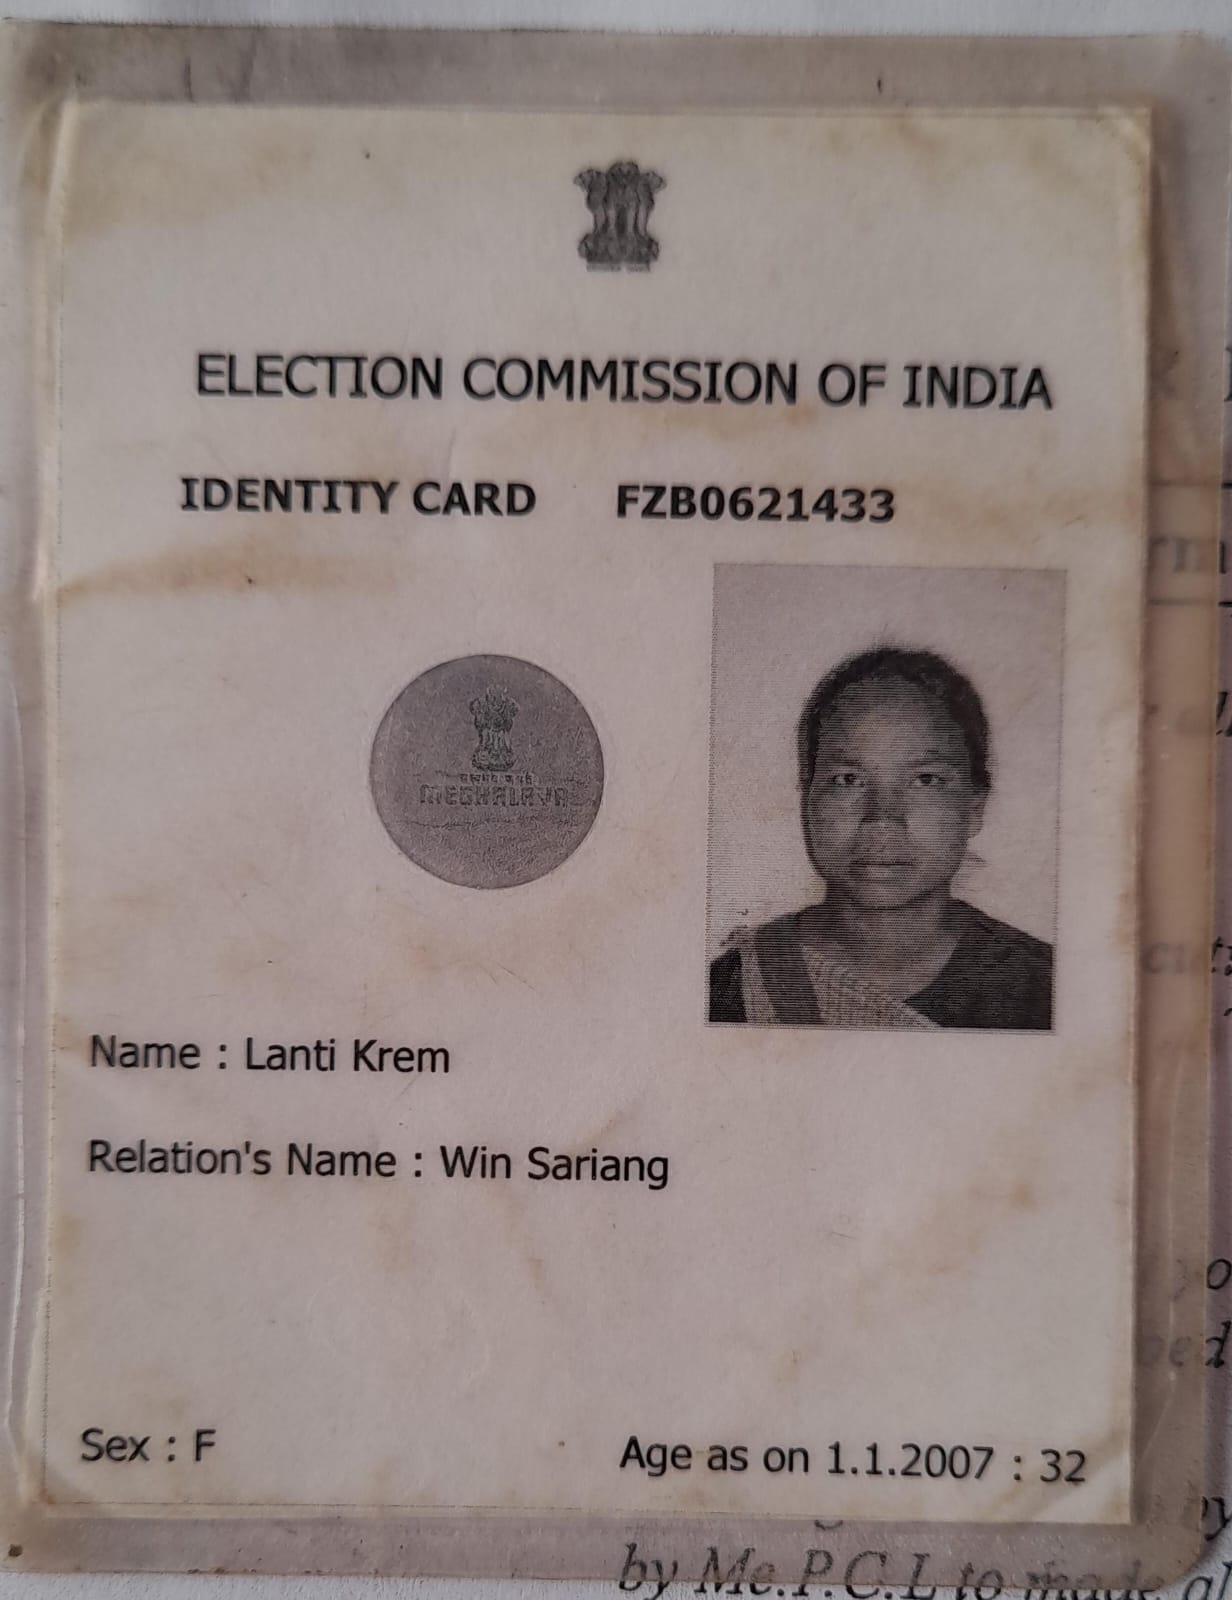 ELECTION COMMISSION OF INDIA
IDENTITY CARD FZB0621433
MEGHALAYA
Name : Lanti Krem
Relation's Name : Win Sariang
Sex : F
Age as on 1.1.2007 : 32
by Me.P.C.L to made